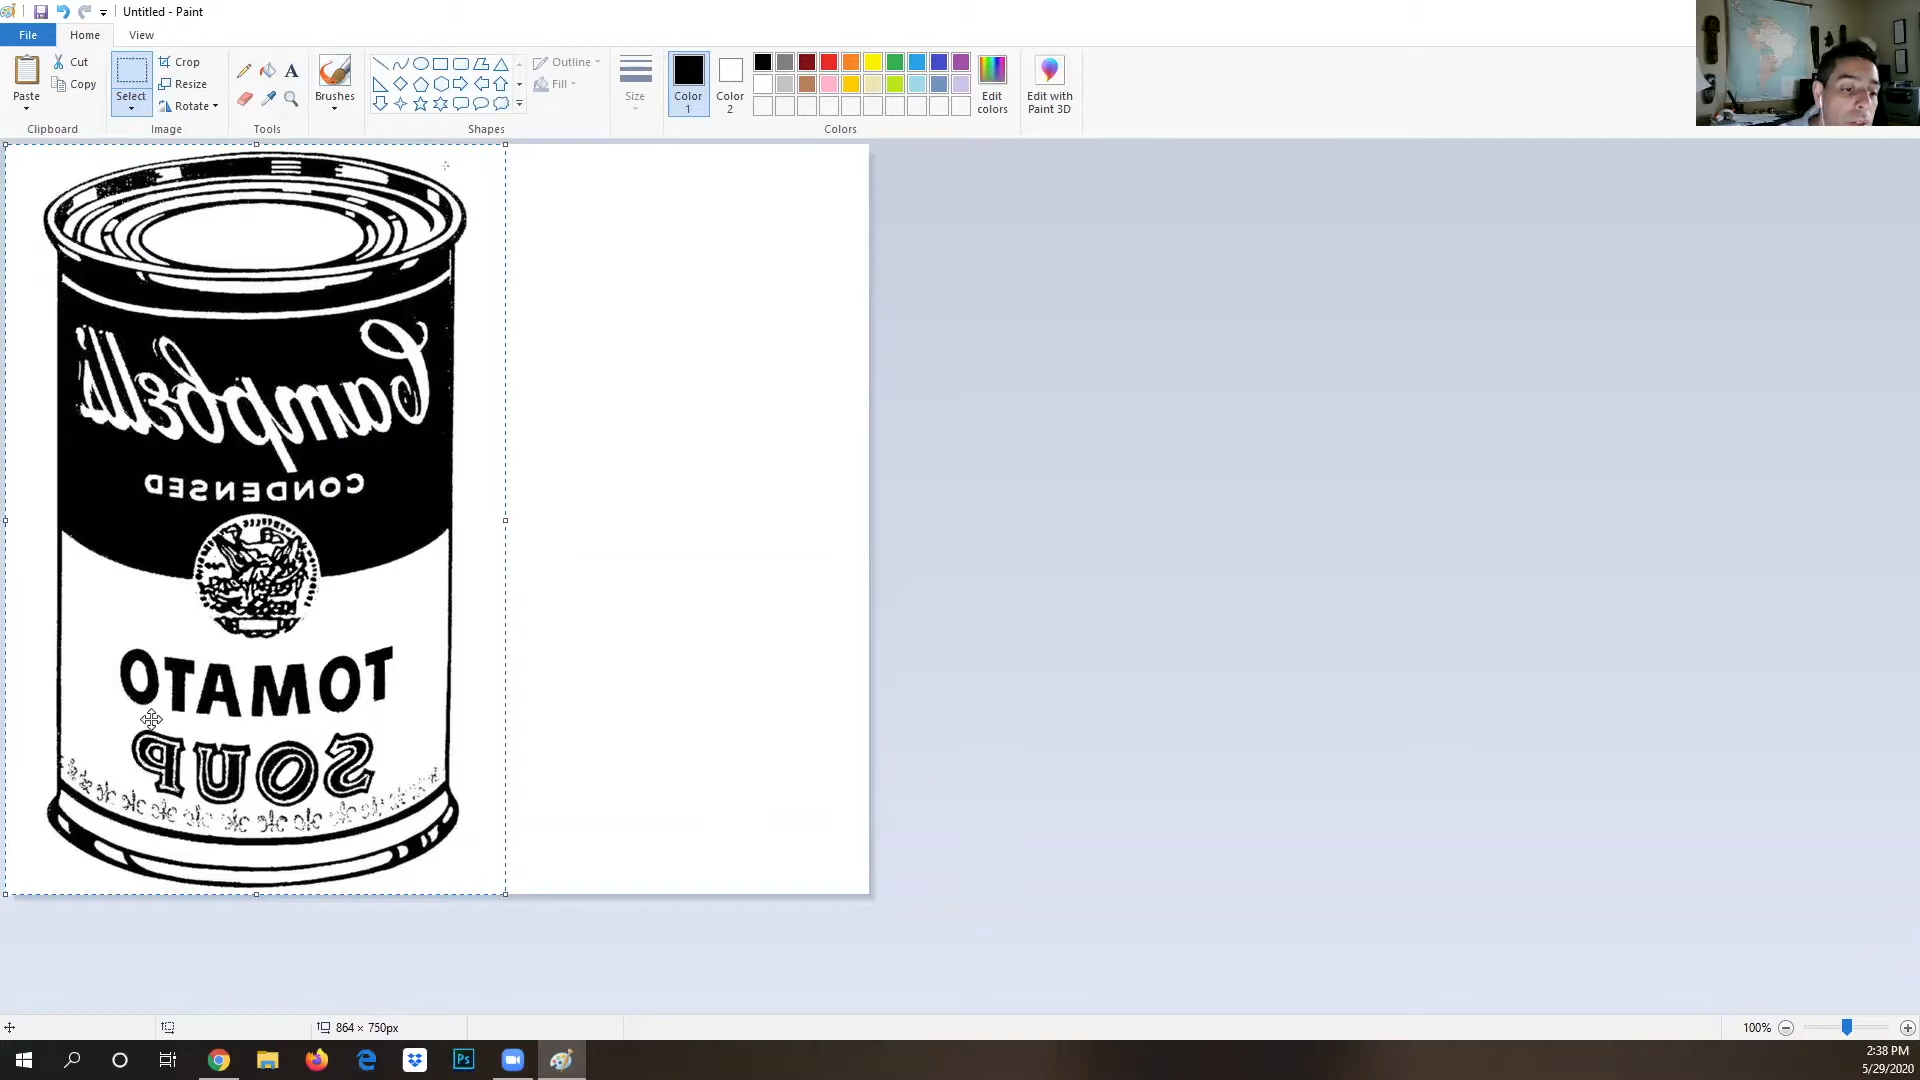 Untitled - Paint
File Home View
Paste
Cut
Copy
Clipboard
Select
Crop
Resize
Rotate
Image
Tools
Brushes
Shapes
Outline
Fill
Size
Color 1
Color 2
Edit colors
Colors
Edit with Paint 3D
Campbell's
CONDENSED
TOMATO
SOUP
864 × 750px
100%
Ps
2:38 PM
5/29/2020